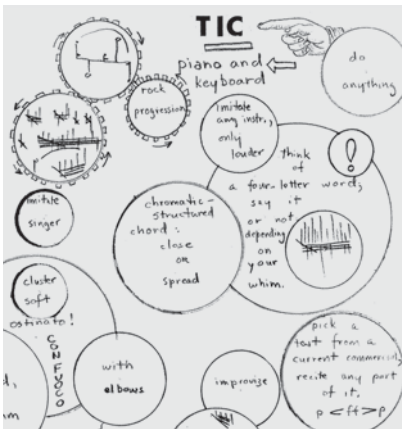 TIC
piano and
keyboard
do
anything
rock
progression
Imitate
any instr.,
only
louder
!
Think
of
a four-letter word;
say it
or not
depending
on
your
whim.
imitate
singer
chromatic-
structured
chord:
close
or
spread
cluster
soft
ostinato!
CON FUOCO
with
elbows
improvize
pick a
text from a
current commercial,
recite any part
of it.
p < ff > p